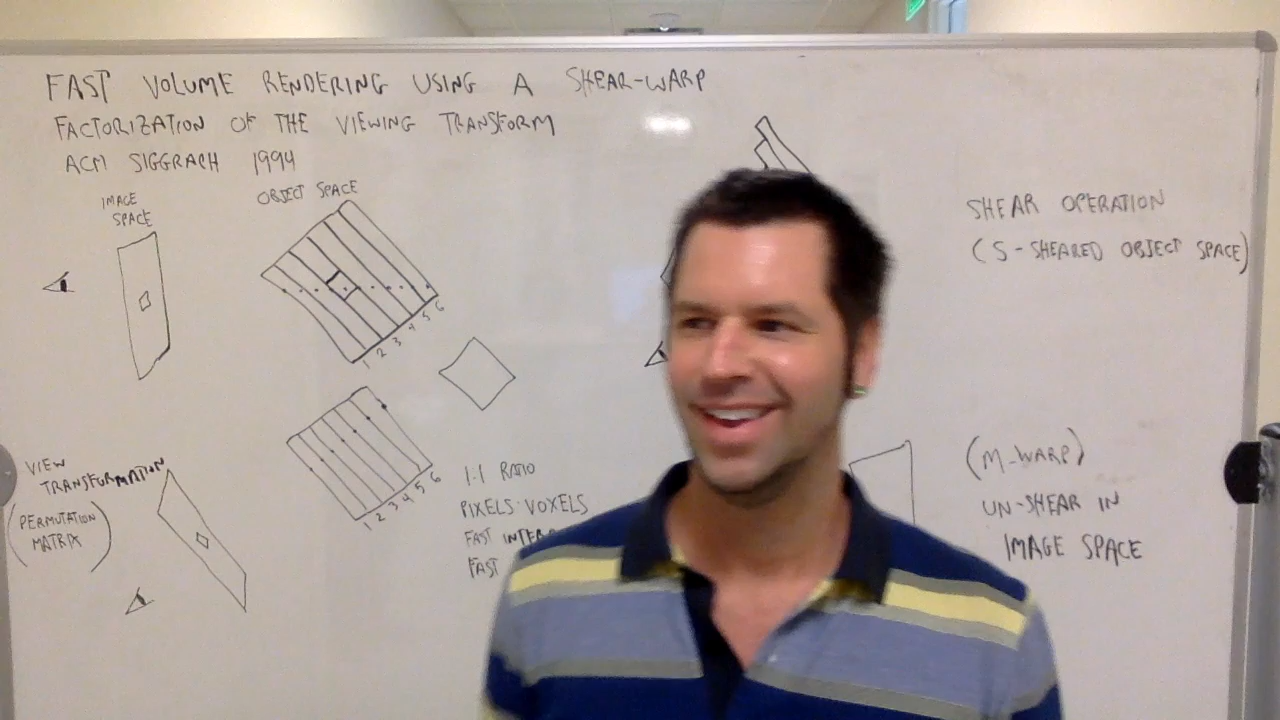 FAST VOLUME RENDERING USING A SHEAR-WARP
FACTORIZATION OF THE VIEWING TRANSFORM
ACM SIGGRACH 1994
IMAGE
SPACE
OBJECT SPACE
1 2 3 4 5 6
SHEAR OPERATION
(S-SHEARED OBJECT SPACE)
VIEW
TRANSFORMATION
(PERMUTATION
MATRIX)
1 2 3 4 5 6
1:1 RATIO
PIXELS:VOXELS
FAST
FAST
(M-WARP)
UN-SHEAR IN
IMAGE SPACE